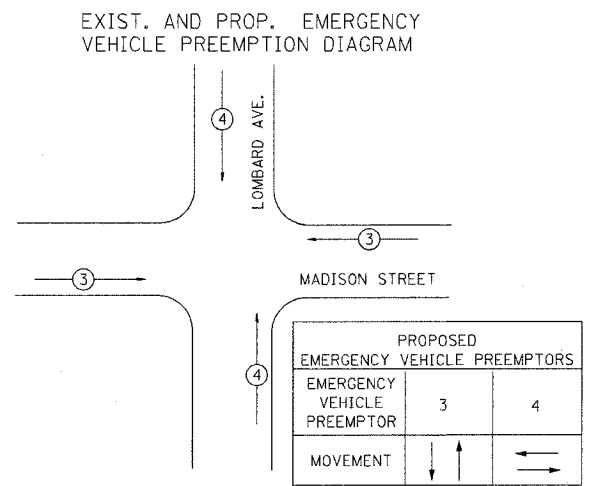 EXIST. AND PROP. EMERGENCY
VEHICLE PREEMPTION DIAGRAM
4
LOMBARD AVE.
3
3
MADISON STREET
4
PROPOSED
EMERGENCY VEHICLE PREEMPTORS
EMERGENCY
VEHICLE
PREEMPTOR
3
4
MOVEMENT